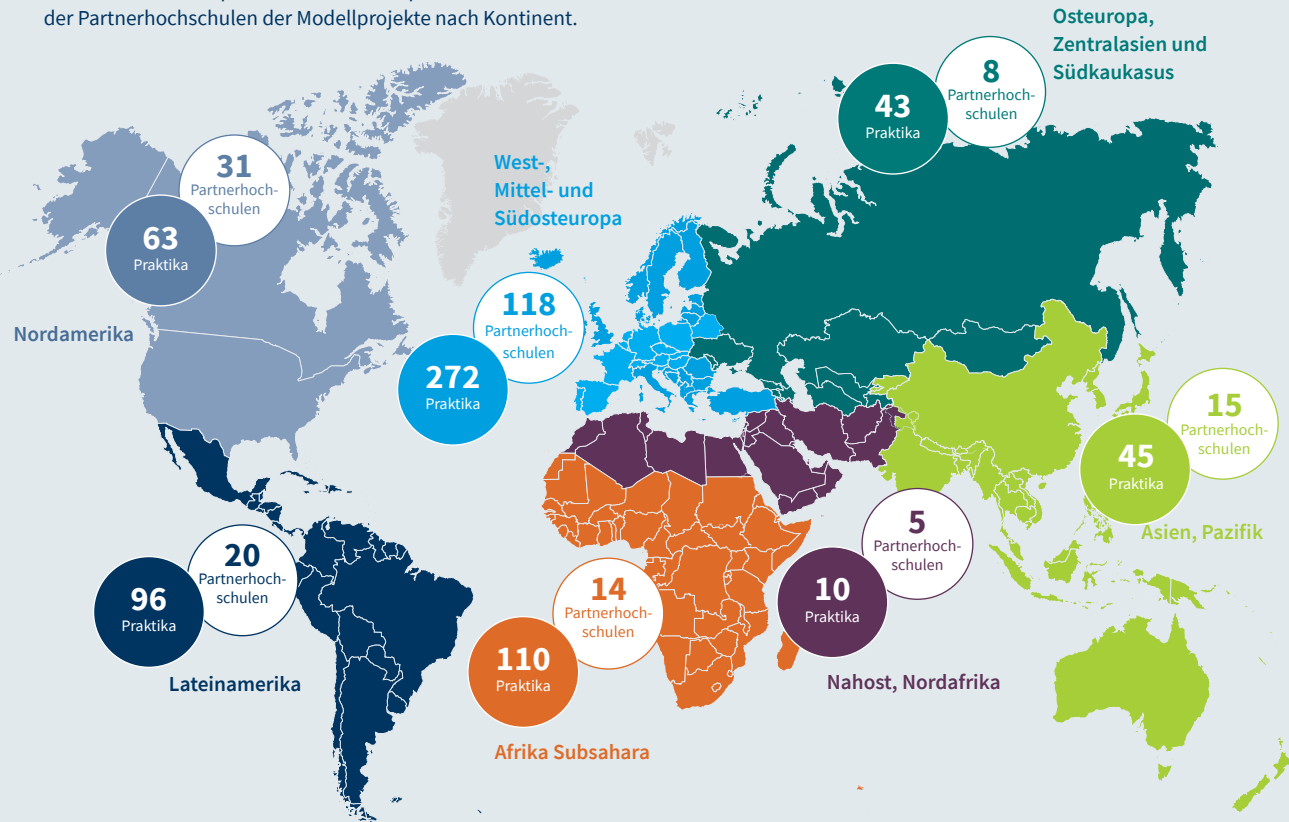 der Partnerhochschulen der Modellprojekte nach Kontinent.
Osteuropa,
Zentralasien und
Südkaukasus
8
Partnerhoch-
schulen
43
Praktika
31
Partnerhoch-
schulen
63
Praktika
Nordamerika
West-,
Mittel- und
Südosteuropa
118
Partnerhoch-
schulen
272
Praktika
15
Partnerhoch-
schulen
45
Praktika
Asien, Pazifik
20
Partnerhoch-
schulen
96
Praktika
Lateinamerika
14
Partnerhoch-
schulen
110
Praktika
Afrika Subsahara
5
Partnerhoch-
schulen
10
Praktika
Nahost, Nordafrika